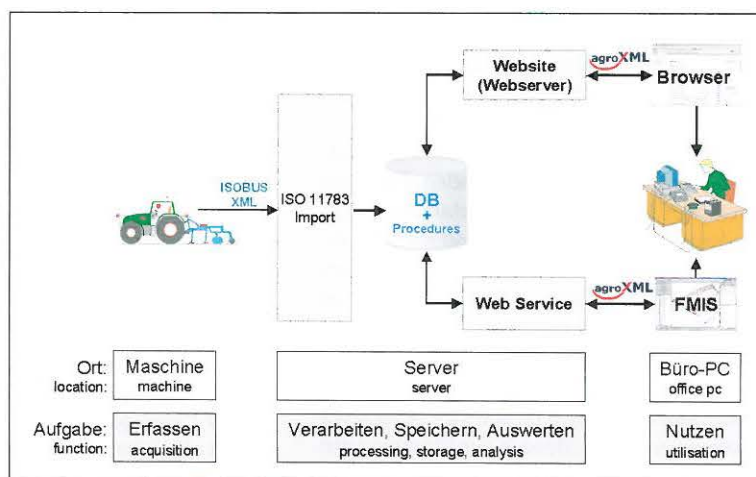 Website
(Webserver)
agroXML
Browser
ISOBUS
XML
ISO 11783
Import
DB
+
Procedures
Web Service
agroXML
FMIS
Ort:
location:
Maschine
machine
Server
server
Büro-PC
office pc
Aufgabe:
function:
Erfassen
acquisition
Verarbeiten, Speichern, Auswerten
processing, storage, analysis
Nutzen
utilisation